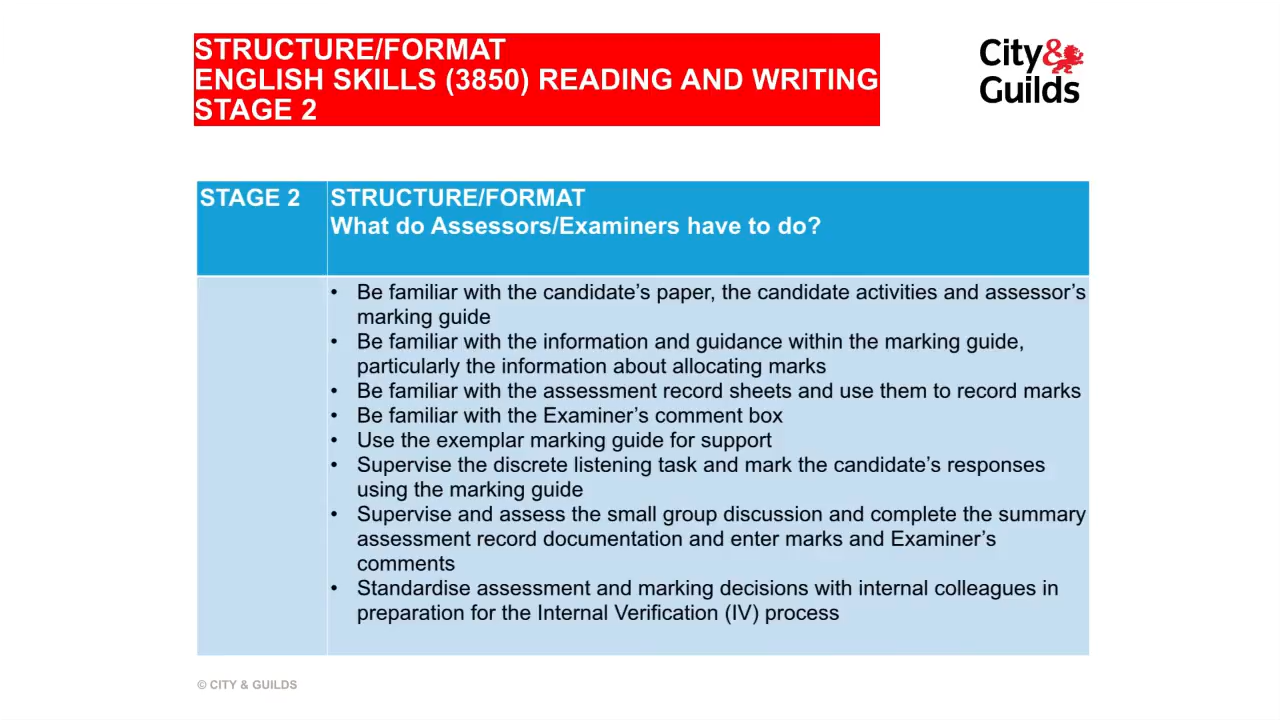 STRUCTURE/FORMAT
ENGLISH SKILLS (3850) READING AND WRITING
STAGE 2
City&
Guilds
STAGE 2
STRUCTURE/FORMAT
What do Assessors/Examiners have to do?
• Be familiar with the candidate’s paper, the candidate activities and assessor’s
marking guide
• Be familiar with the information and guidance within the marking guide,
particularly the information about allocating marks
• Be familiar with the assessment record sheets and use them to record marks
• Be familiar with the Examiner’s comment box
• Use the exemplar marking guide for support
• Supervise the discrete listening task and mark the candidate’s responses
using the marking guide
• Supervise and assess the small group discussion and complete the summary
assessment record documentation and enter marks and Examiner’s
comments
• Standardise assessment and marking decisions with internal colleagues in
preparation for the Internal Verification (IV) process
© CITY & GUILDS